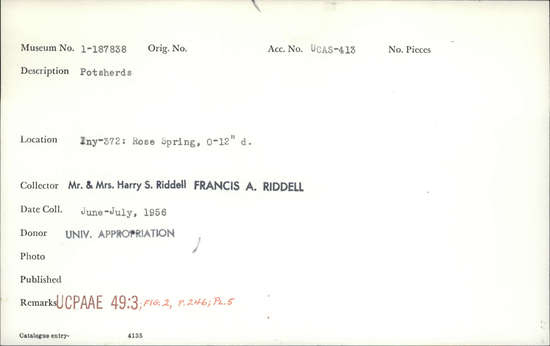 Museum No. 1-187838 Orig. No. Acc. No. UCAS-413 No. Pieces
Description Potsherds
Location Iny-372: Rose Spring, 0-12" d.
Collector Mr. & Mrs. Harry S. Riddell FRANCIS A. RIDDELL
Date Coll. June-July, 1956
Donor UNIV. APPROPRIATION
Photo
Published
Remarks UCPAAE 49:3; FIG. 2, P. 246; PL. 5
Catalogue entry- 4135